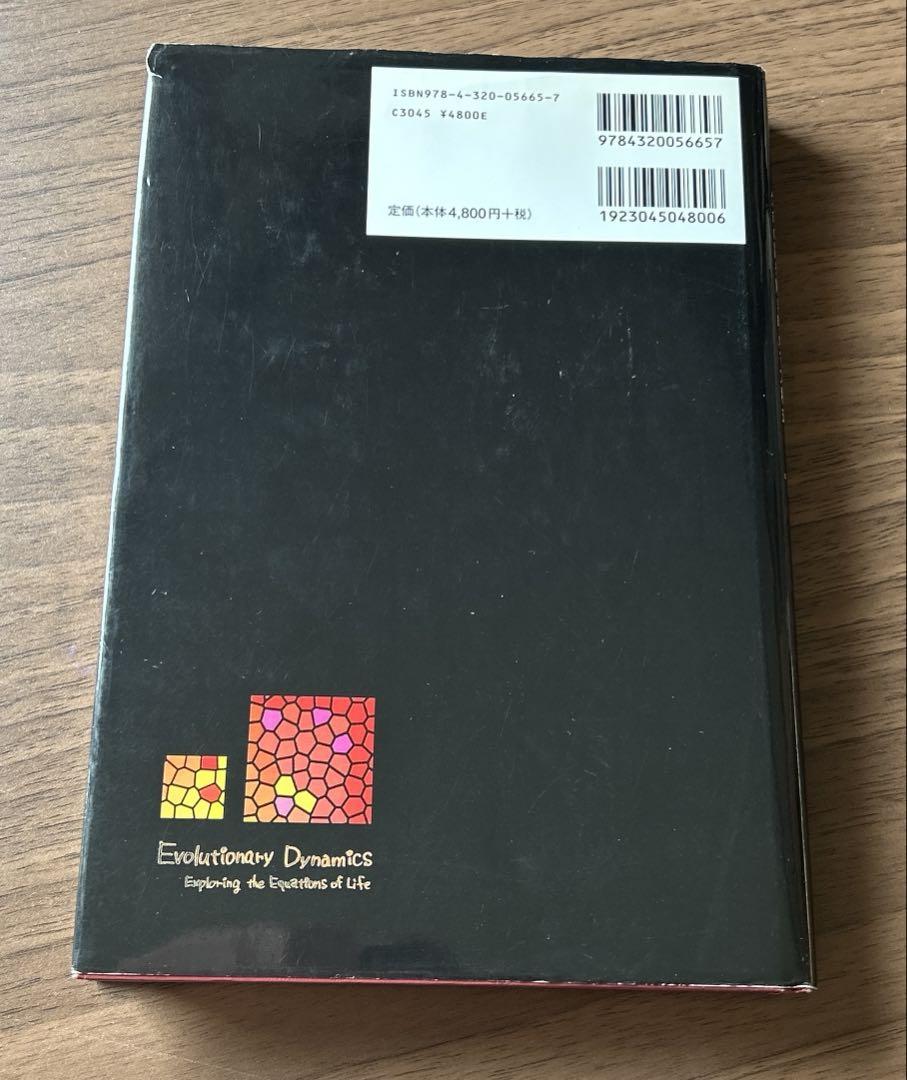 ISBN978-4-320-05665-7
C3045 ¥4800E
9784320056657
定価(本体4,800円+税)
1923045048006
Evolutionary Dynamics
Exploring the Equations of Life